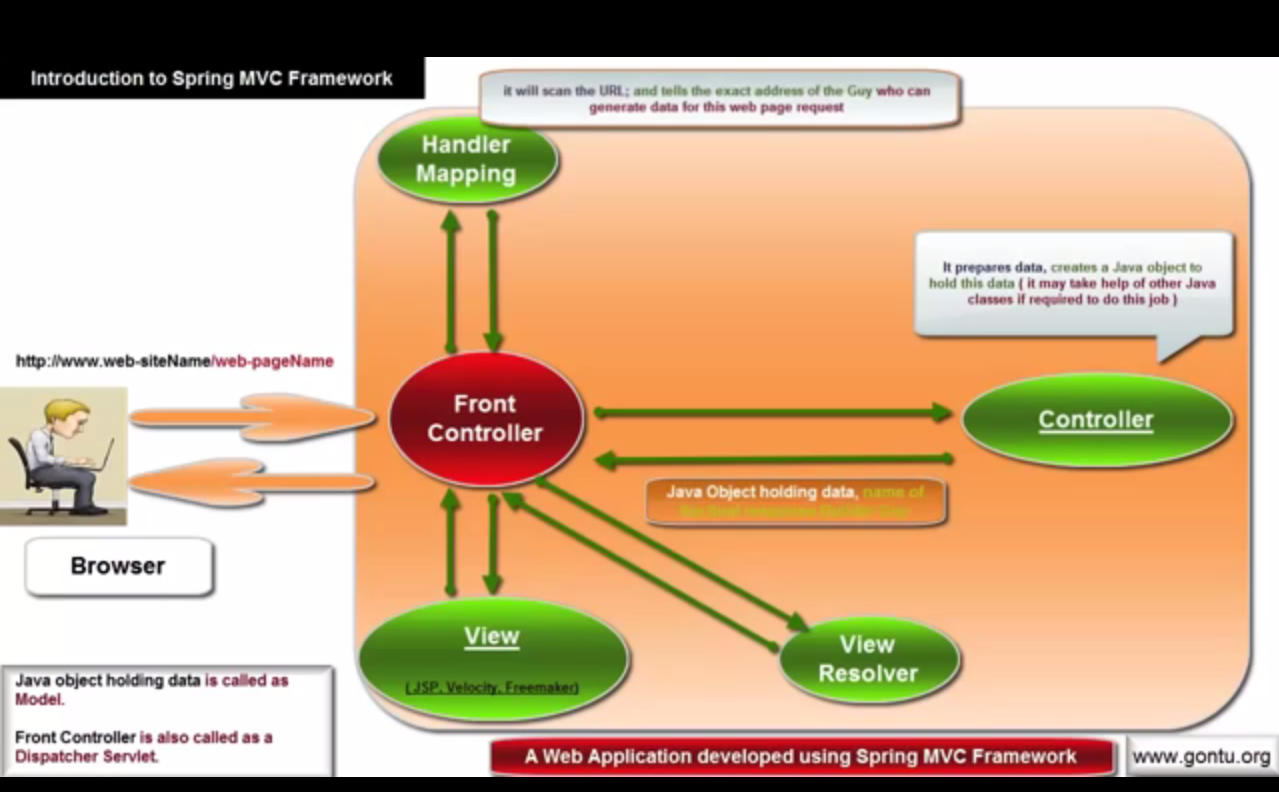 Introduction to Spring MVC Framework
it will scan the URL; and tells the exact address of the Guy who can
generate data for this web page request
Handler
Mapping
It prepares data, creates a Java object to
hold this data ( it may take help of other Java
classes if required to do this job )
http://www.web-siteName/web-pageName
Front
Controller
Controller
Java Object holding data, name of
Browser
View
( JSP, Velocity, Freemaker)
View
Resolver
Java object holding data is called as
Model.
Front Controller is also called as a
Dispatcher Servlet.
A Web Application developed using Spring MVC Framework
www.gontu.org